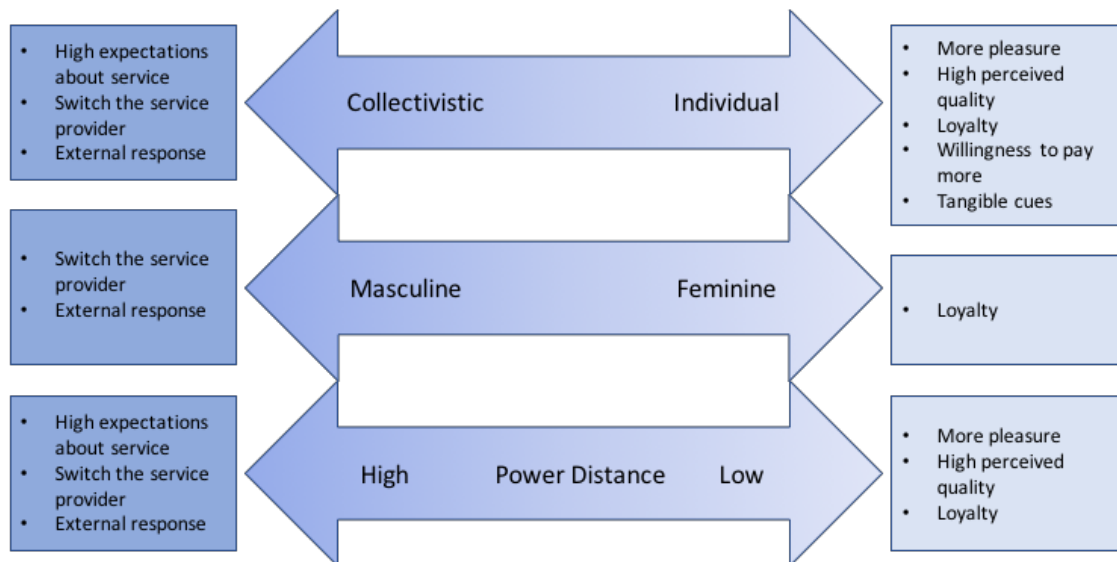 • High expectations
about service
• Switch the service
provider
• External response
Collectivistic
Individual
• More pleasure
• High perceived
quality
• Loyalty
• Willingness to pay
more
• Tangible cues
• Switch the service
provider
• External response
Masculine
Feminine
• Loyalty
• High expectations
about service
• Switch the service
provider
• External response
High
Power Distance
Low
• More pleasure
• High perceived
quality
• Loyalty